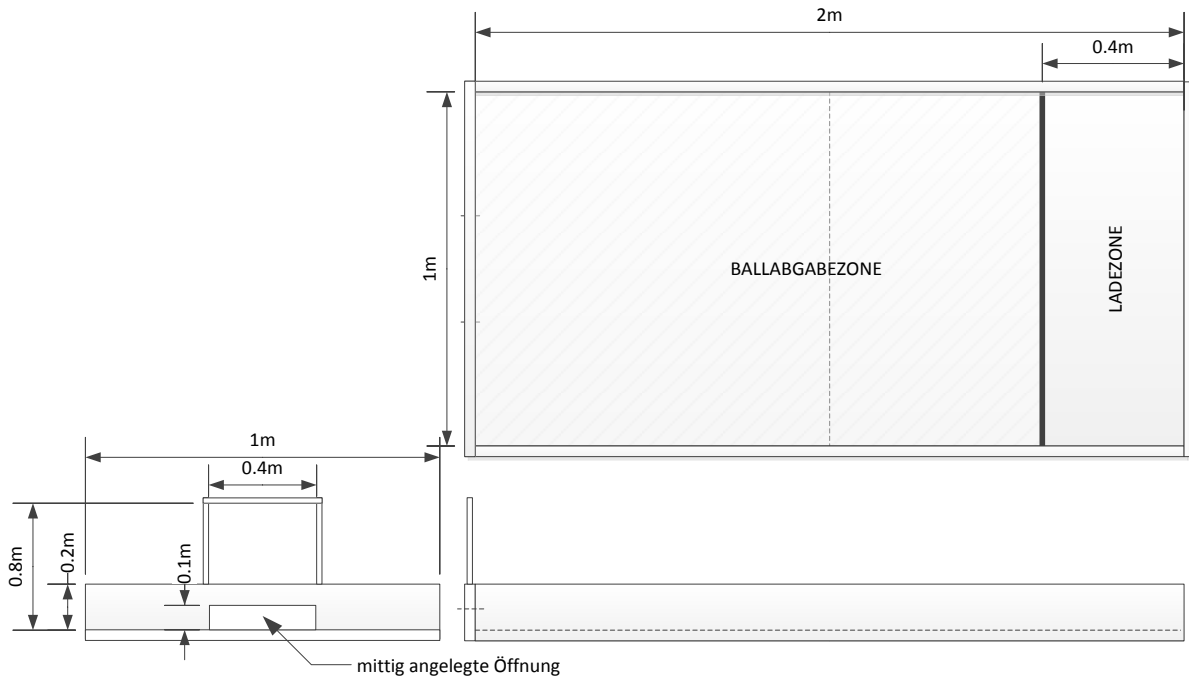 2m
0.4m
1m
BALLABGABEZONE
LADEZONE
1m
0.4m
0.8m
0.2m
0.1m
mittig angelegte Öffnung